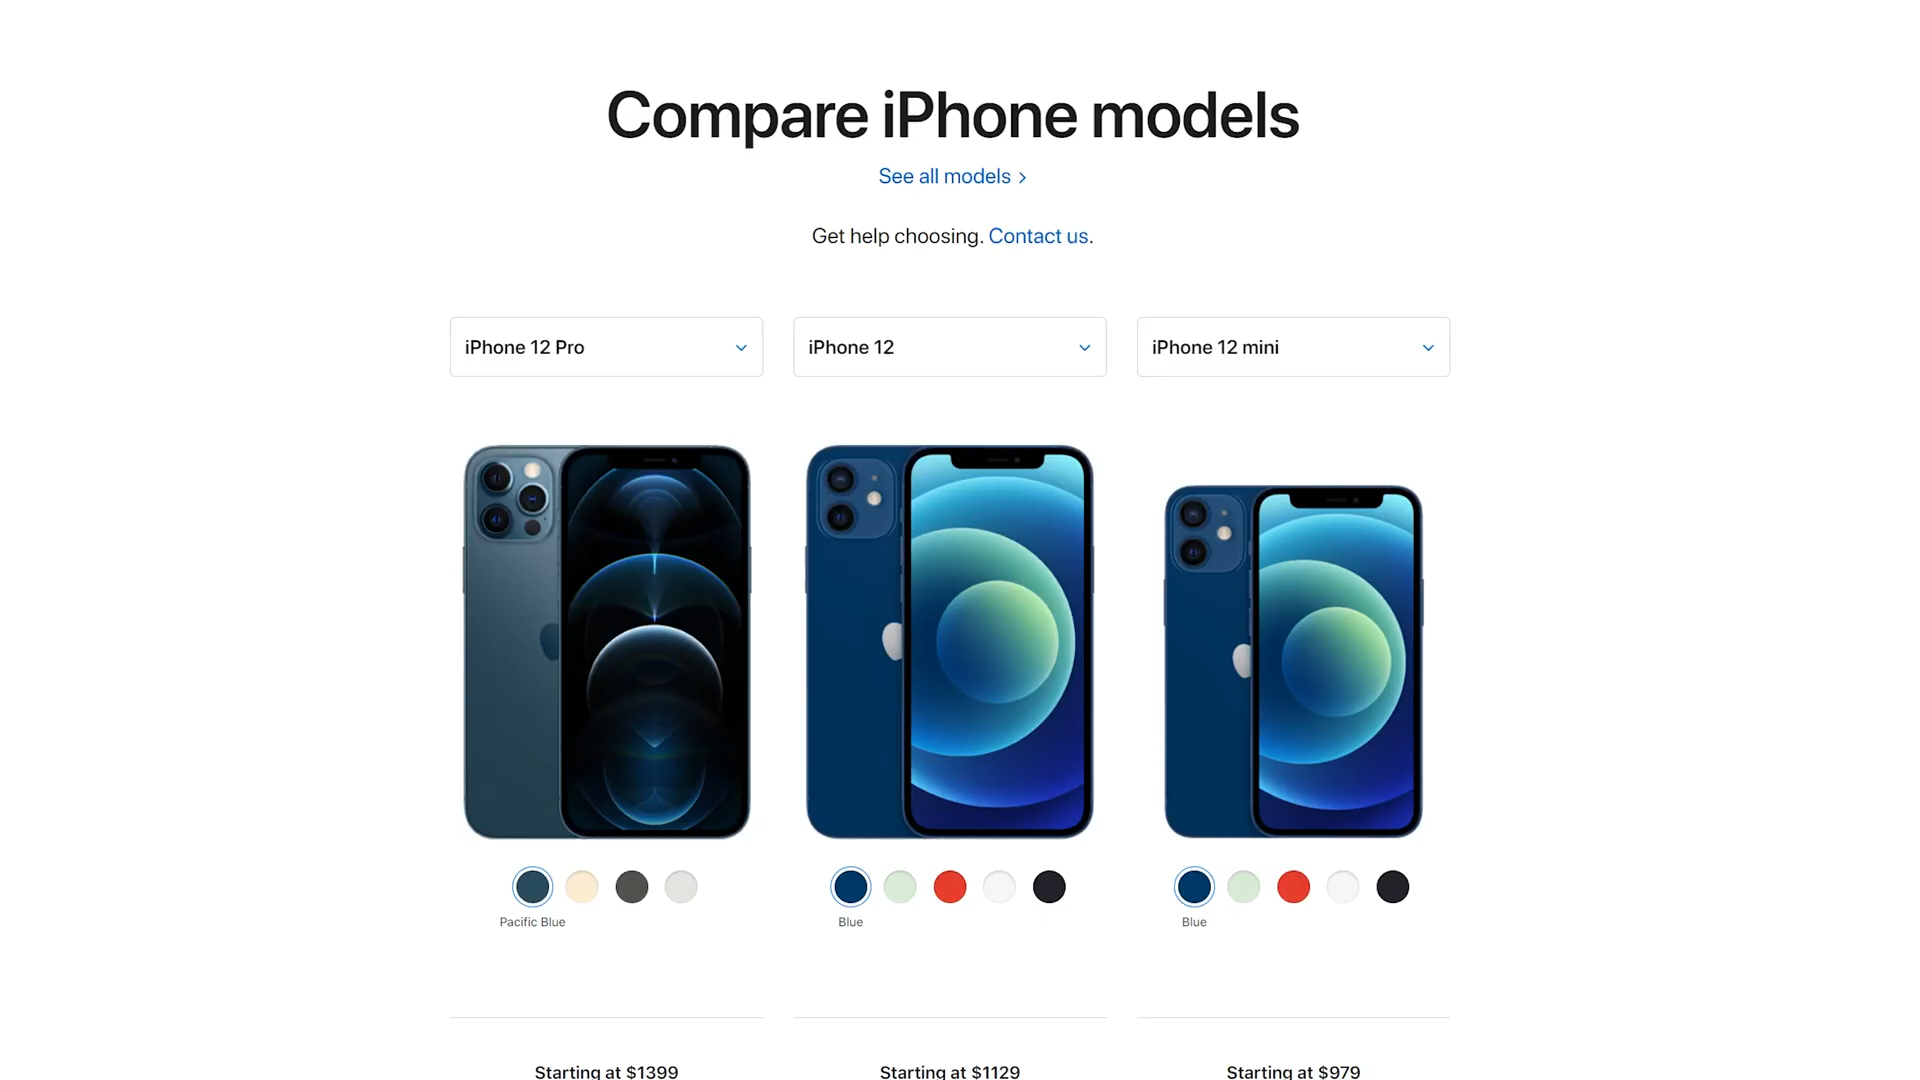 Compare iPhone models
See all models >
Get help choosing. Contact us.
iPhone 12 Pro
iPhone 12
iPhone 12 mini
Pacific Blue
Blue
Blue
Starting at $1399
Starting at $1129
Starting at $979